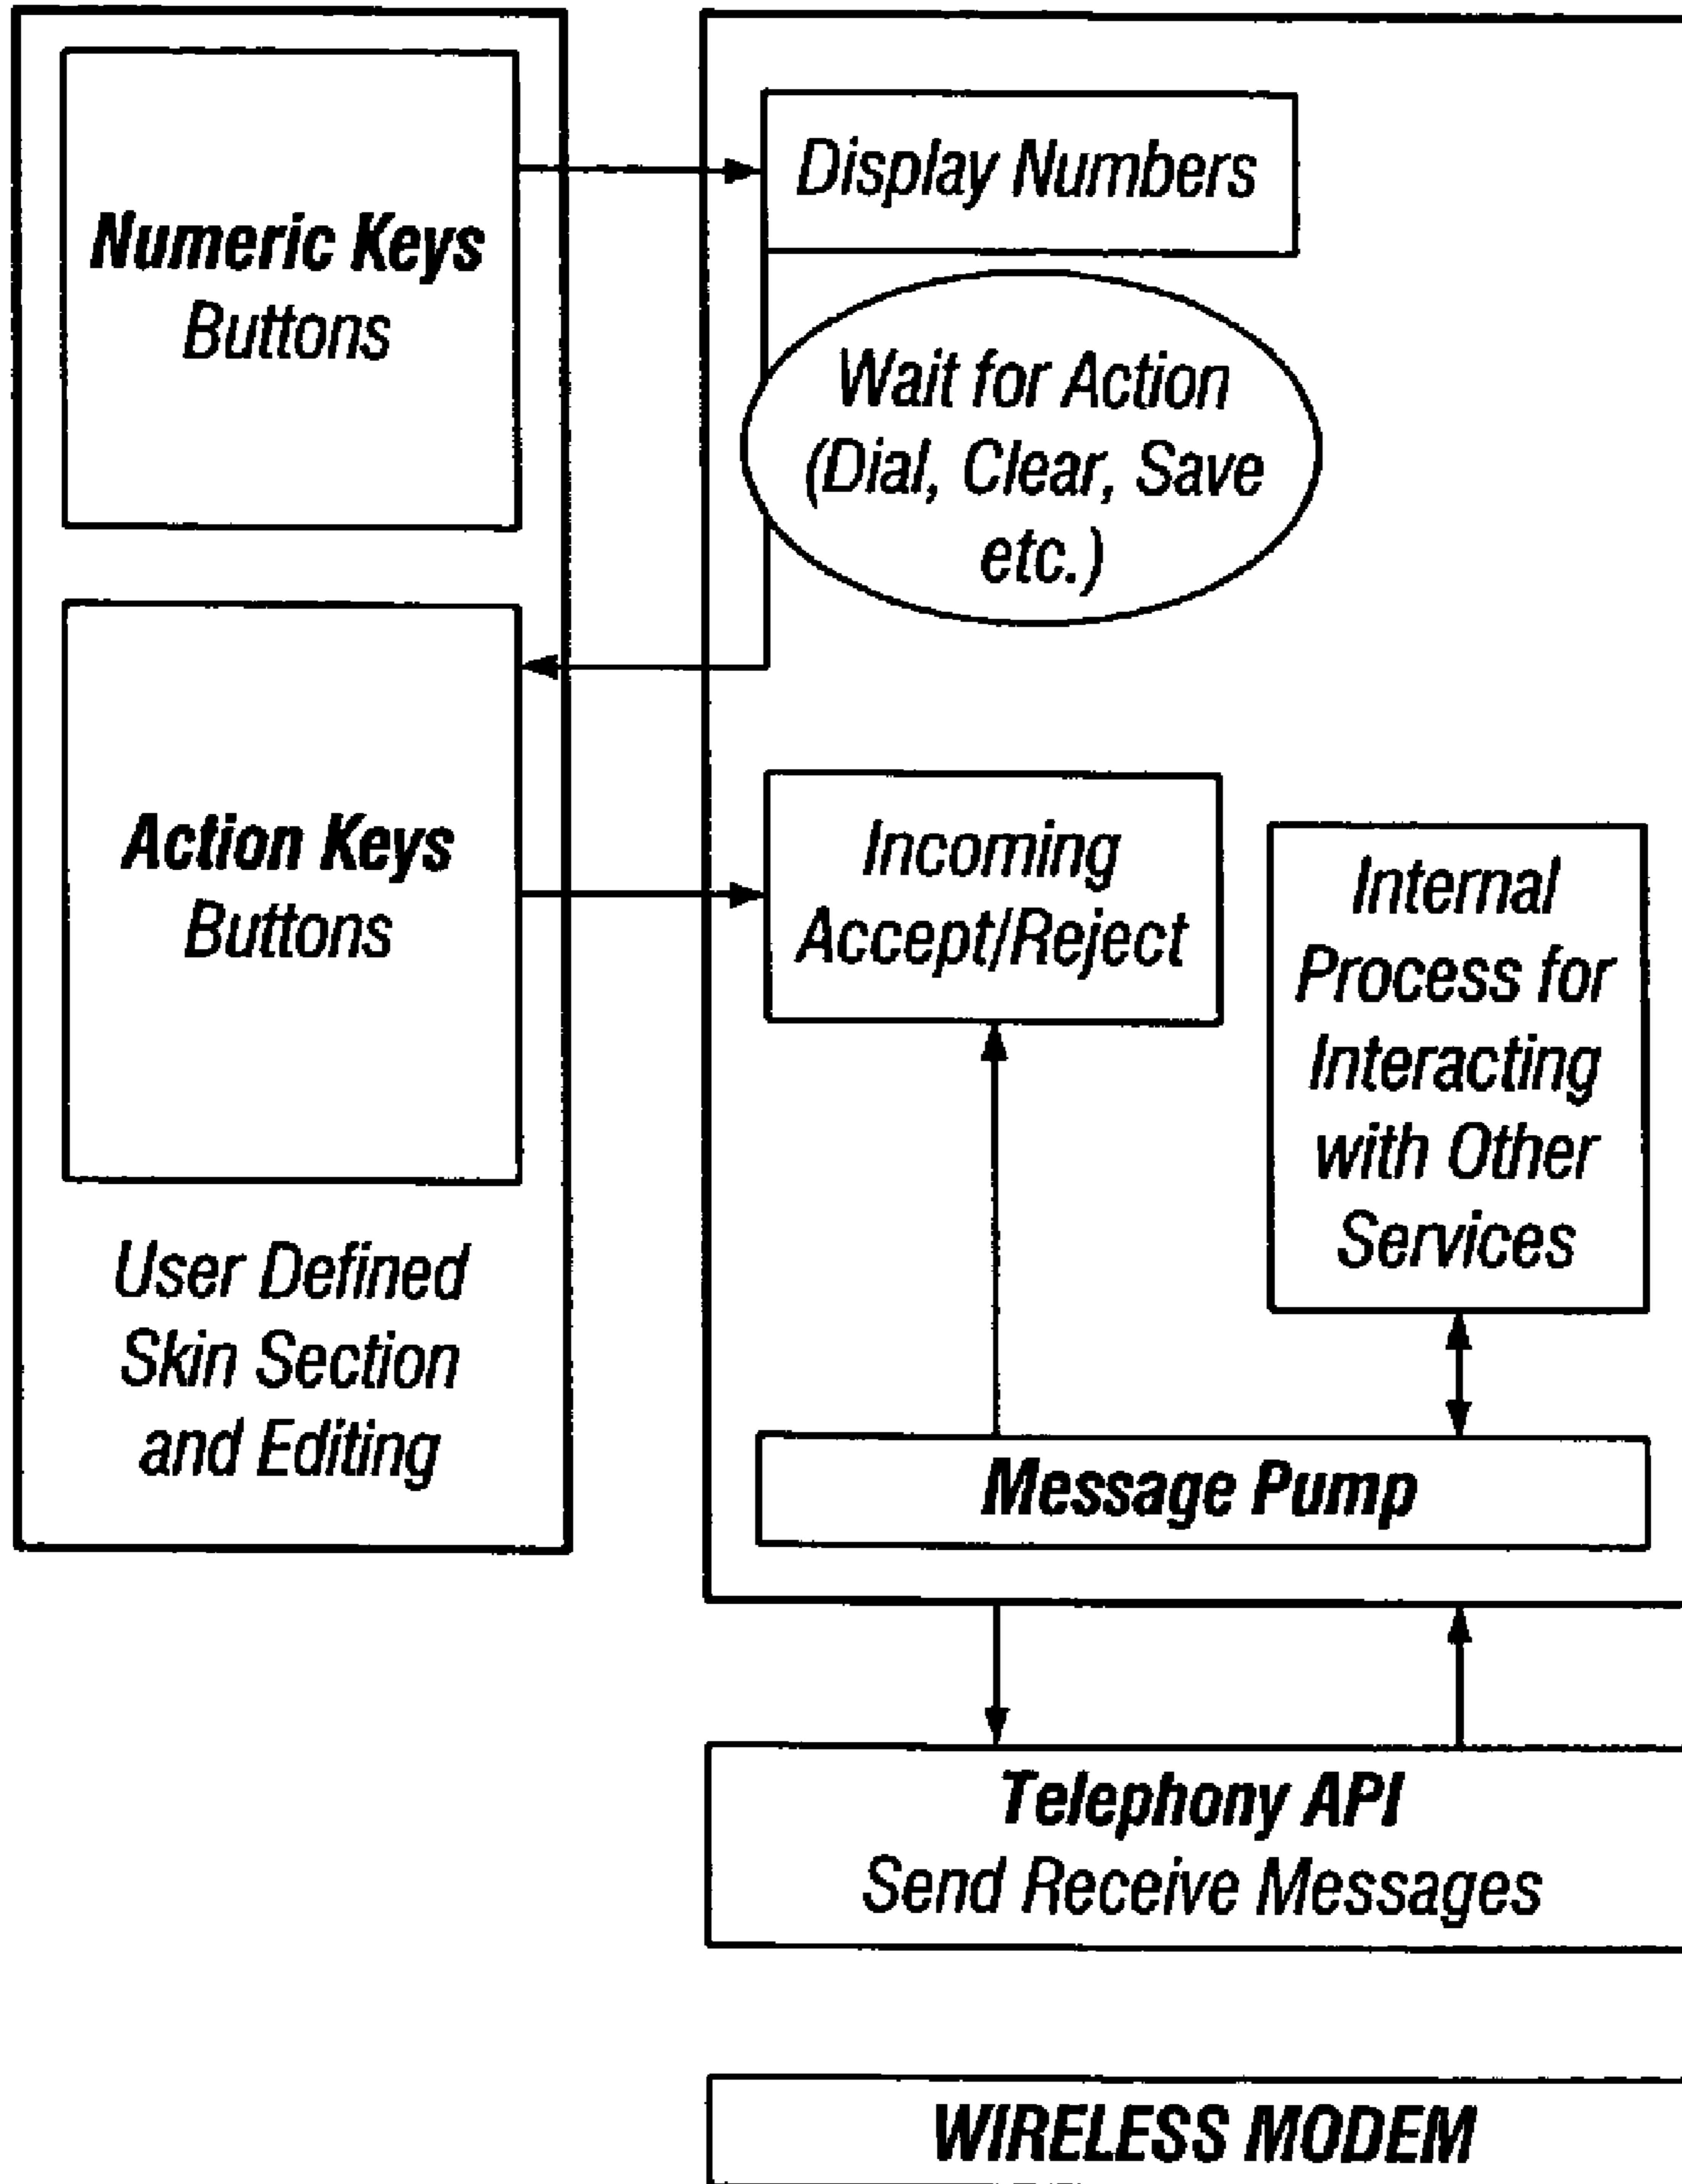 Numeric Keys
Buttons
Display Numbers
Wait for Action
(Dial, Clear, Save
etc.)
Action Keys
Buttons
Incoming
Accept/Reject
Internal
Process for
Interacting
with Other
Services
User Defined
Skin Section
and Editing
Message Pump
Telephony API
Send Receive Messages
WIRELESS MODEM